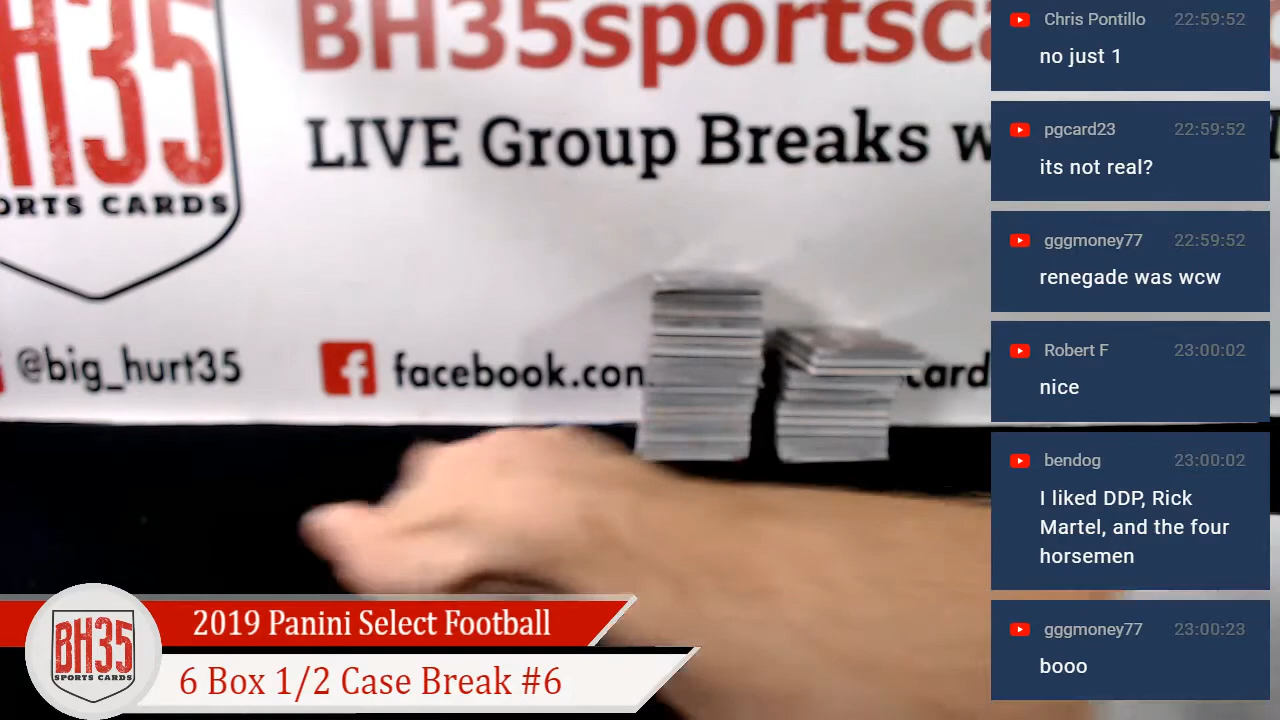 BH35
ORTS CARDS
BH35sportsca
LIVE Group Breaks w
@big_hurt35
facebook.con
card
Chris Pontillo 22:59:52
no just 1
pgcard23 22:59:52
its not real?
gggmoney77 22:59:52
renegade was wcw
Robert F 23:00:02
nice
bendog 23:00:02
I liked DDP, Rick
Martel, and the four
horsemen
gggmoney77 23:00:23
booo
BH35
SPORTS CARDS
2019 Panini Select Football
6 Box 1/2 Case Break #6